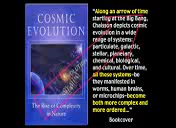 COSMIC
EVOLUTION
The Rise of Complexity
in Nature
"Along an arrow of time
starting at the Big Bang,
Chaisson depicts cosmic
evolution in a wide
range of systems:
particulate, galactic,
stellar, planetary,
chemical, biological,
and cultural. Over time,
all these systems-be
they manifested in
worms, human brains,
or microchips-become
both more complex and
more ordered..."
Bookcover